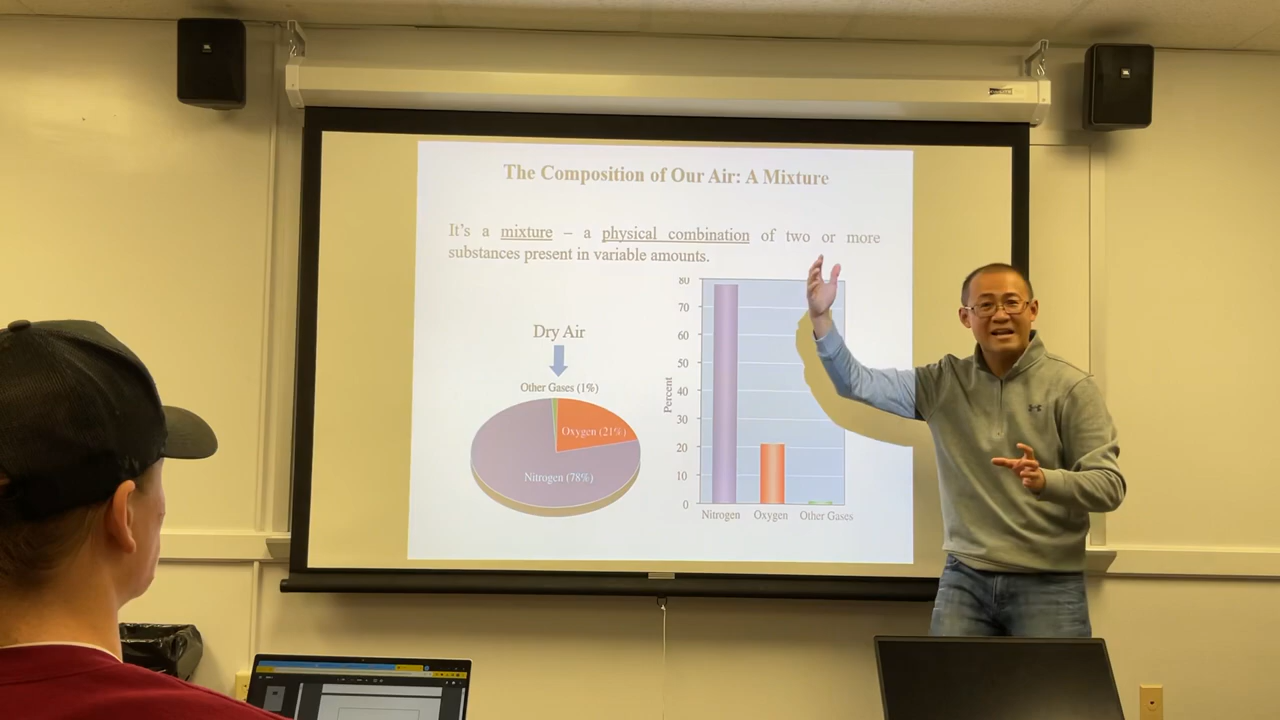 The Composition of Our Air: A Mixture
It's a mixture – a physical combination of two or more
substances present in variable amounts.
Dry Air
Other Gases (1%)
Oxygen (21%)
Nitrogen (78%)
Percent
80
70
60
50
40
30
20
10
0
Nitrogen Oxygen Other Gases
JBL
JBL